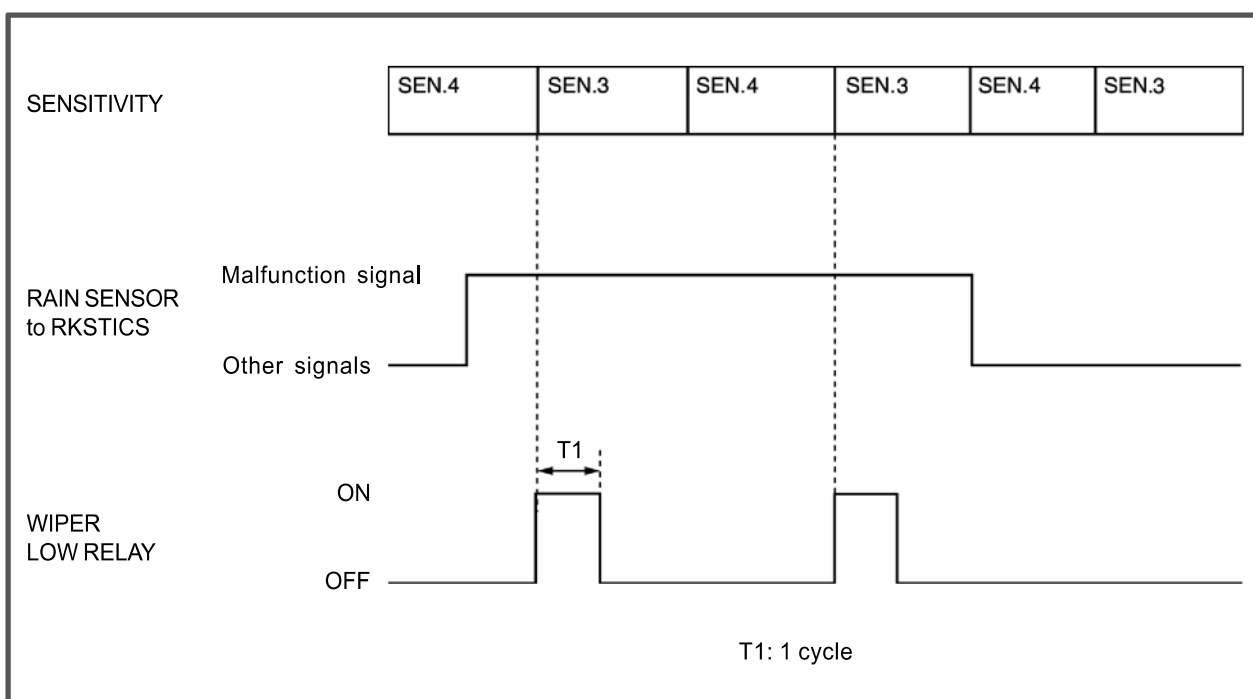 SENSITIVITY
SEN.4 SEN.3 SEN.4 SEN.3 SEN.4 SEN.3
RAIN SENSOR
to RKSTICS
Malfunction signal
Other signals
T1
WIPER
LOW RELAY
ON
OFF
T1: 1 cycle